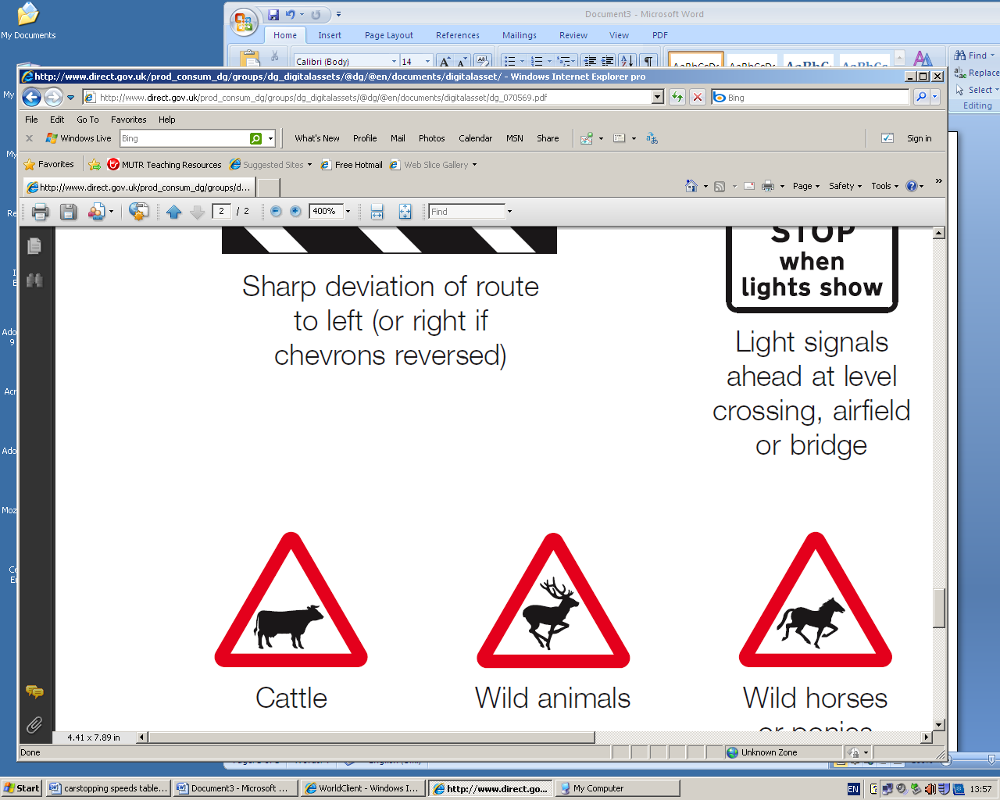 My Documents
Document3 - Microsoft Word
Home Insert Page Layout References Mailings Review View PDF
Calibri (Body) 14
Find
Replace
Select
Editing
http://www.direct.gov.uk/prod_consum_dg/groups/dg_digitalassets/@dg/@en/documents/digitalasset/ - Windows Internet Explorer pro
http://www.direct.gov.uk/prod_consum_dg/groups/dg_digitalassets/@dg/@en/documents/digitalasset/dg_070569.pdf
Bing
File Edit Go To Favorites Help
Windows Live Bing What's New Profile Mail Photos Calendar MSN Share Sign in
Favorites MUTR Teaching Resources Suggested Sites Free Hotmail Web Slice Gallery
http://www.direct.gov.uk/prod_consum_dg/groups/d...
Page Safety Tools
2 / 2 400% Find
STOP
when
lights show
Sharp deviation of route
to left (or right if
chevrons reversed)
Light signals
ahead at level
crossing, airfield
or bridge
Cattle
Wild animals
Wild horses
or ponies
4.41 x 7.89 in
Done
Unknown Zone
Start
carstopping speeds table...
Document3 - Microsoft ...
WorldClient - Windows I...
http://www.direct.go...
My Computer
EN
13:57